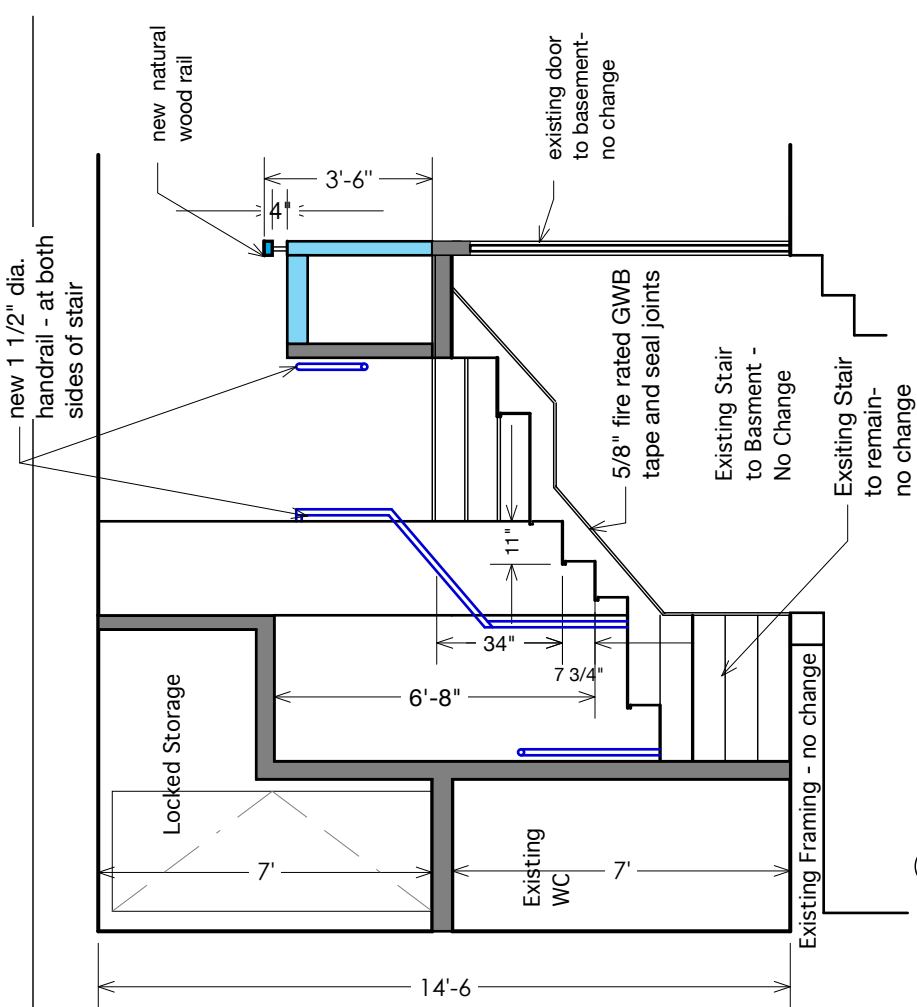 new 1 1/2" dia.
handrail - at both
sides of stair
new natural
wood rail
3'-6"
4"
existing door
to basement-
no change
5/8" fire rated GWB
tape and seal joints
11"
34"
7 3/4"
6'-8"
Locked Storage
7'
Existing
WC
7'
Existing Stair
to Basment -
No Change
Exsiting Stair
to remain-
no change
Existing Framing - no change
14'-6